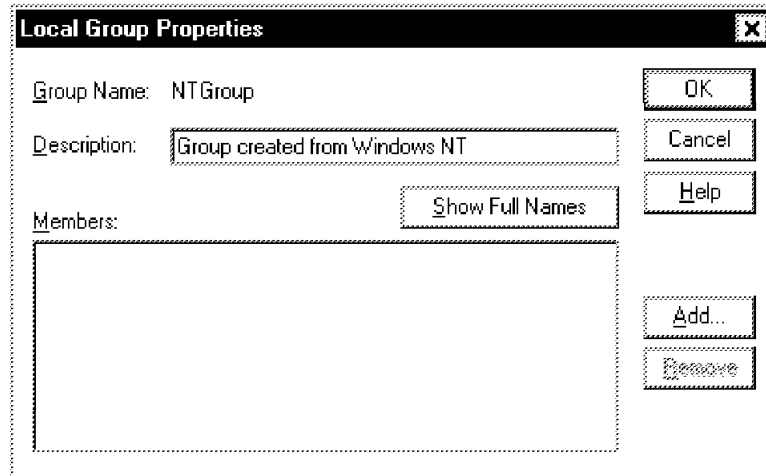 Local Group Properties
Group Name: NTGroup
OK
Description: Group created from Windows NT
Cancel
Show Full Names
Help
Members:
Add...
Remove